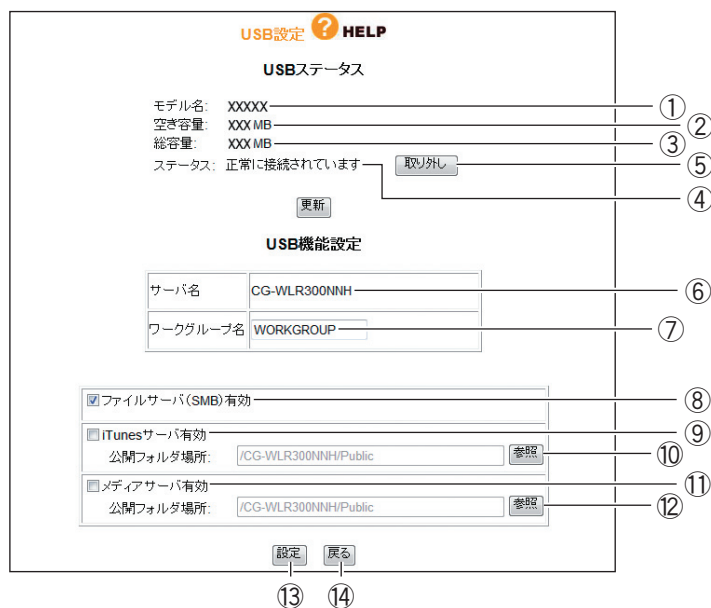 USB設定 ? HELP
USBステータス
モデル名: XXXXX ①
空き容量: XXX MB ②
総容量: XXX MB ③
ステータス: 正常に接続されています 取り外し ⑤
④
更新
USB機能設定
サーバ名 CG-WLR300NNH ⑥
ワークグループ名 WORKGROUP ⑦
ファイルサーバ(SMB)有効 ⑧
iTunesサーバ有効 ⑨
公開フォルダ場所: /CG-WLR300NNH/Public 参照 ⑩
メディアサーバ有効 ⑪
公開フォルダ場所: /CG-WLR300NNH/Public 参照 ⑫
設定 戻る
⑬ ⑭